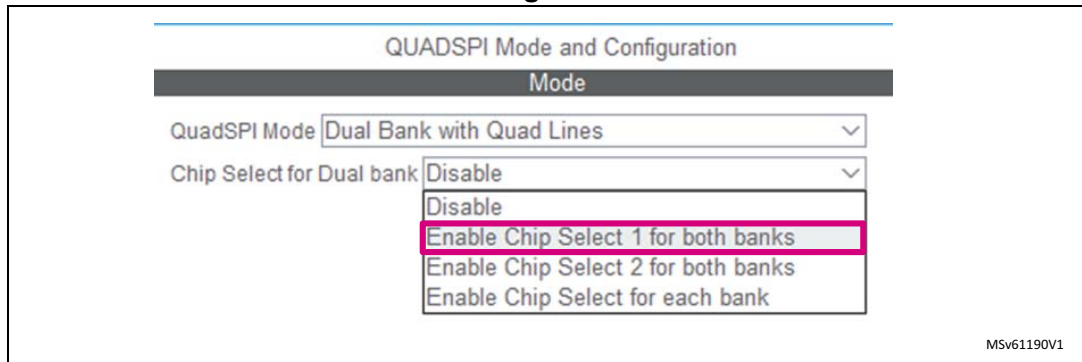 QUADSPI Mode and Configuration
Mode
QuadSPI Mode Dual Bank with Quad Lines
Chip Select for Dual bank Disable
Disable
Enable Chip Select 1 for both banks
Enable Chip Select 2 for both banks
Enable Chip Select for each bank
MSv61190V1